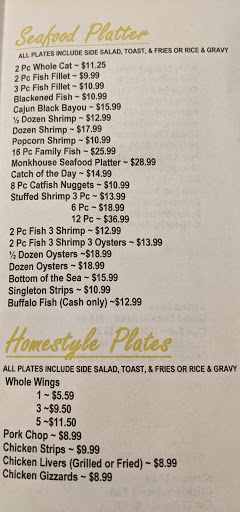 Seafood Platter
ALL PLATES INCLUDE SIDE SALAD, TOAST, & FRIES OR RICE & GRAVY
2 Pc Whole Cat ~ $11.25
2 Pc Fish Fillet ~ $9.99
3 Pc Fish Fillet ~ $10.99
Blackened Fish ~ $10.99
Cajun Black Bayou ~ $15.99
½ Dozen Shrimp ~ $12.99
Dozen Shrimp ~ $17.99
Popcorn Shrimp ~ $10.99
16 Pc Family Fish ~ $25.99
Monkhouse Seafood Platter ~ $28.99
Catch of the Day ~ $14.99
8 Pc Catfish Nuggets ~ $10.99
Stuffed Shrimp 3 Pc ~ $13.99
6 Pc ~ $18.99
12 Pc ~ $36.99
2 Pc Fish 3 Shrimp ~ $12.99
2 Pc Fish 3 Shrimp 3 Oysters ~ $13.99
½ Dozen Oysters ~$18.99
Dozen Oysters ~ $18.99
Bottom of the Sea ~ $15.99
Singleton Strips ~ $10.99
Buffalo Fish (Cash only) ~$12.99
Homestyle Plates
ALL PLATES INCLUDE SIDE SALAD, TOAST, & FRIES OR RICE & GRAVY
Whole Wings
1 ~ $5.59
3 ~$9.50
5 ~$11.50
Pork Chop ~ $8.99
Chicken Strips ~ $9.99
Chicken Livers (Grilled or Fried) ~ $8.99
Chicken Gizzards ~ $8.99